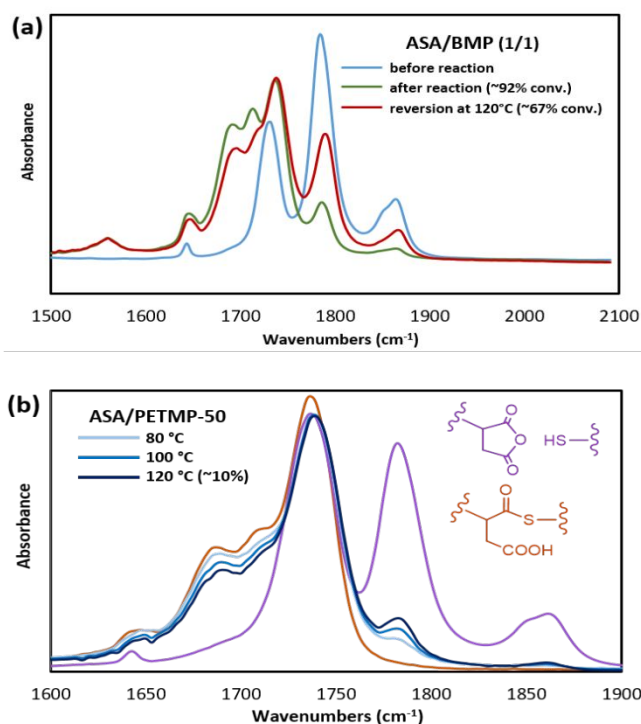 (a)
ASA/BMP (1/1)
before reaction
after reaction (~92% conv.)
reversion at 120°C (~67% conv.)
Absorbance
1500 1600 1700 1800 1900 2000 2100
Wavenumbers (cm⁻¹)
(b)
ASA/PETMP-50
80 °C
100 °C
120 °C (~10%)
O
O
HS
O
O
S
COOH
Absorbance
1600 1650 1700 1750 1800 1850 1900
Wavenumbers (cm⁻¹)